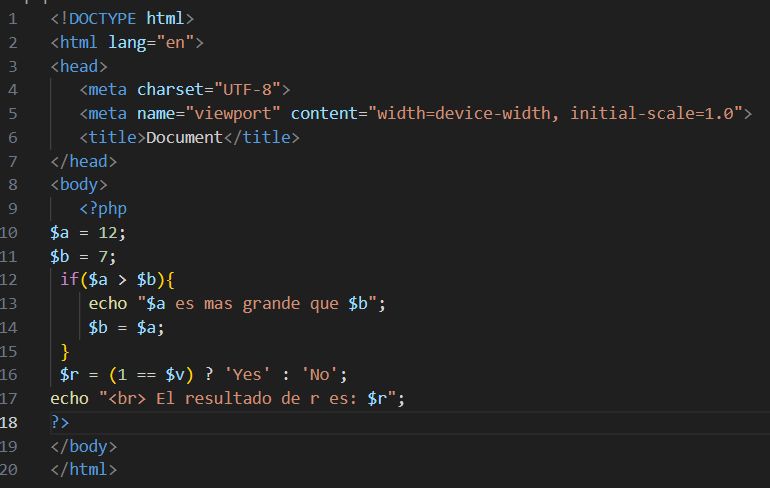 1 <!DOCTYPE html>
2 <html lang="en">
3 <head>
4 <meta charset="UTF-8">
5 <meta name="viewport" content="width=device-width, initial-scale=1.0">
6 <title>Document</title>
7 </head>
8 <body>
9 <?php
10 $a = 12;
11 $b = 7;
12 if($a > $b){
13 echo "$a es mas grande que $b";
14 $b = $a;
15 }
16 $r = (1 == $v) ? 'Yes' : 'No';
17 echo "<br> El resultado de r es: $r";
18 ?>
19 </body>
20 </html>